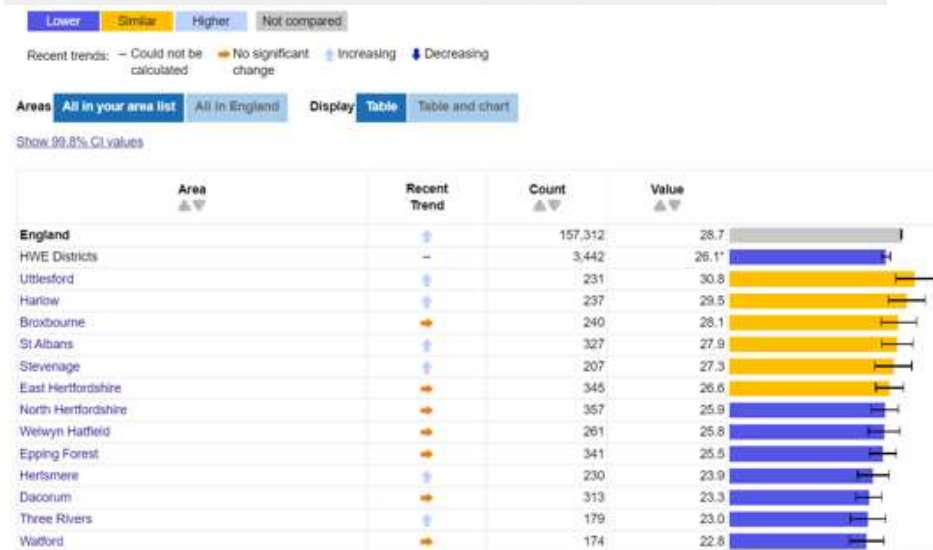 Lower Similar Higher Not compared
Recent trends: – Could not be calculated No significant change Increasing Decreasing
Areas All in your area list All in England Display Table Table and chart
Show 99.8% CI values
Area Recent Trend Count Value
England 157,312 28.7
HWE Districts – 3,442 26.1*
Uttlesford 231 30.8
Harlow 237 29.5
Broxbourne 240 28.1
St Albans 327 27.9
Stevenage 207 27.3
East Hertfordshire 345 26.6
North Hertfordshire 357 25.9
Welwyn Hatfield 261 25.8
Epping Forest 341 25.5
Hertsmere 230 23.9
Dacorum 313 23.3
Three Rivers 179 23.0
Watford 174 22.8